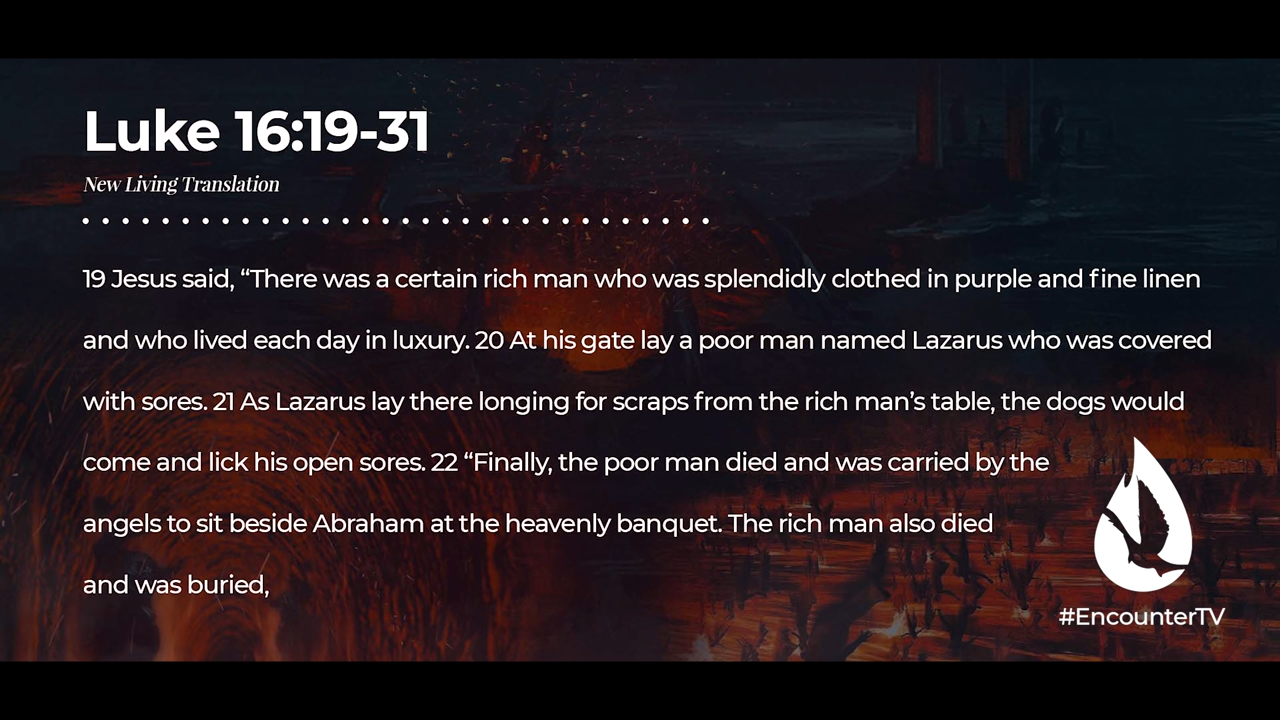 Luke 16:19-31
New Living Translation
19 Jesus said, “There was a certain rich man who was splendidly clothed in purple and fine linen
and who lived each day in luxury. 20 At his gate lay a poor man named Lazarus who was covered
with sores. 21 As Lazarus lay there longing for scraps from the rich man’s table, the dogs would
come and lick his open sores. 22 “Finally, the poor man died and was carried by the
angels to sit beside Abraham at the heavenly banquet. The rich man also died
and was buried,
#EncounterTV